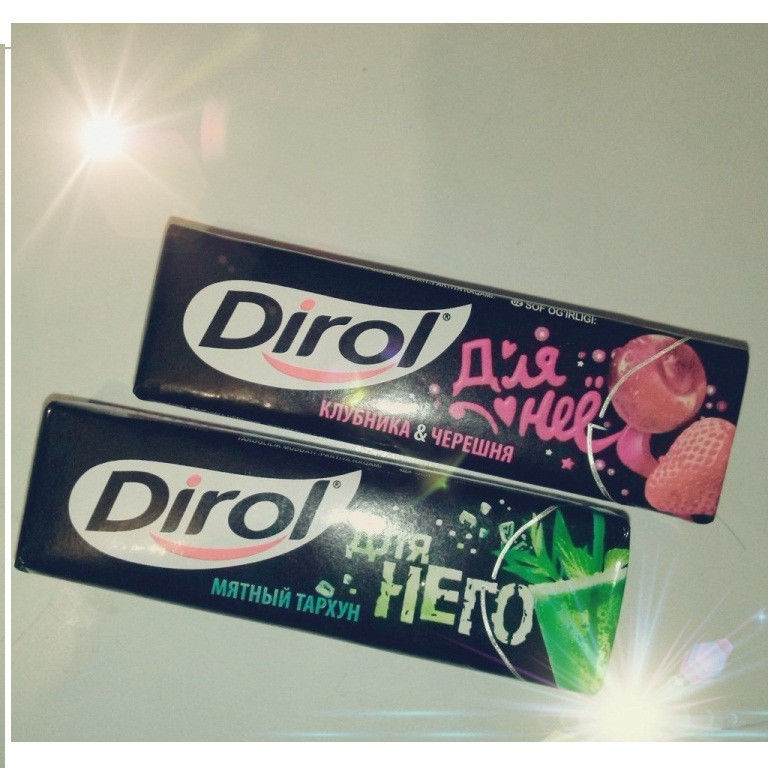 SOF OG'IRLIGI:
Dirol®
Для
неё
КЛУБНИКА & ЧЕРЕШНЯ
Dirol®
для
НЕГО
МЯТНЫЙ ТАРХУН